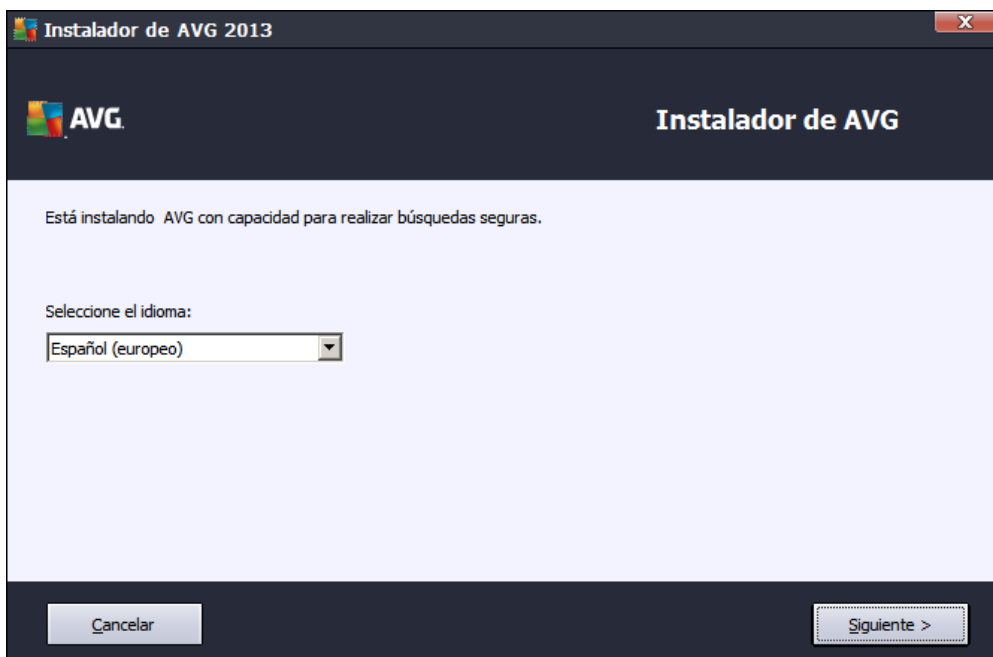 Instalador de AVG 2013
X
AVG.
Instalador de AVG
Está instalando  AVG con capacidad para realizar búsquedas seguras.
Seleccione el idioma:
Español (europeo)
Cancelar
Siguiente >